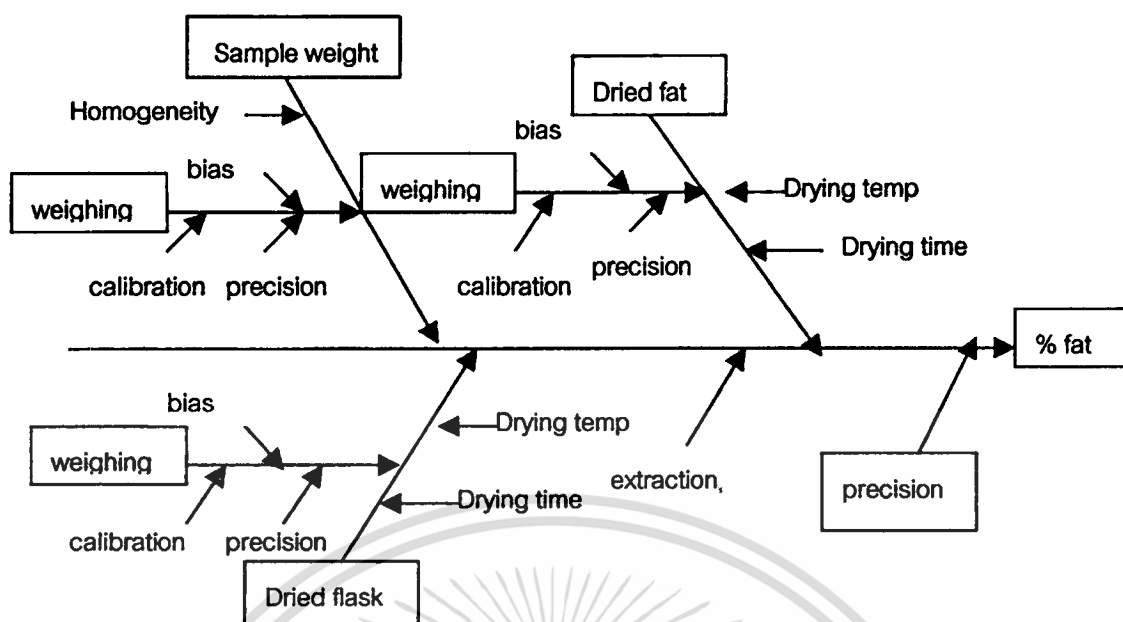 Sample weight
Homogeneity
Dried fat
bias
bias
weighing
weighing
Drying temp
Drying time
calibration
precision
calibration
precision
% fat
bias
Drying temp
weighing
extraction,
precision
Drying time
calibration
precision
Dried flask